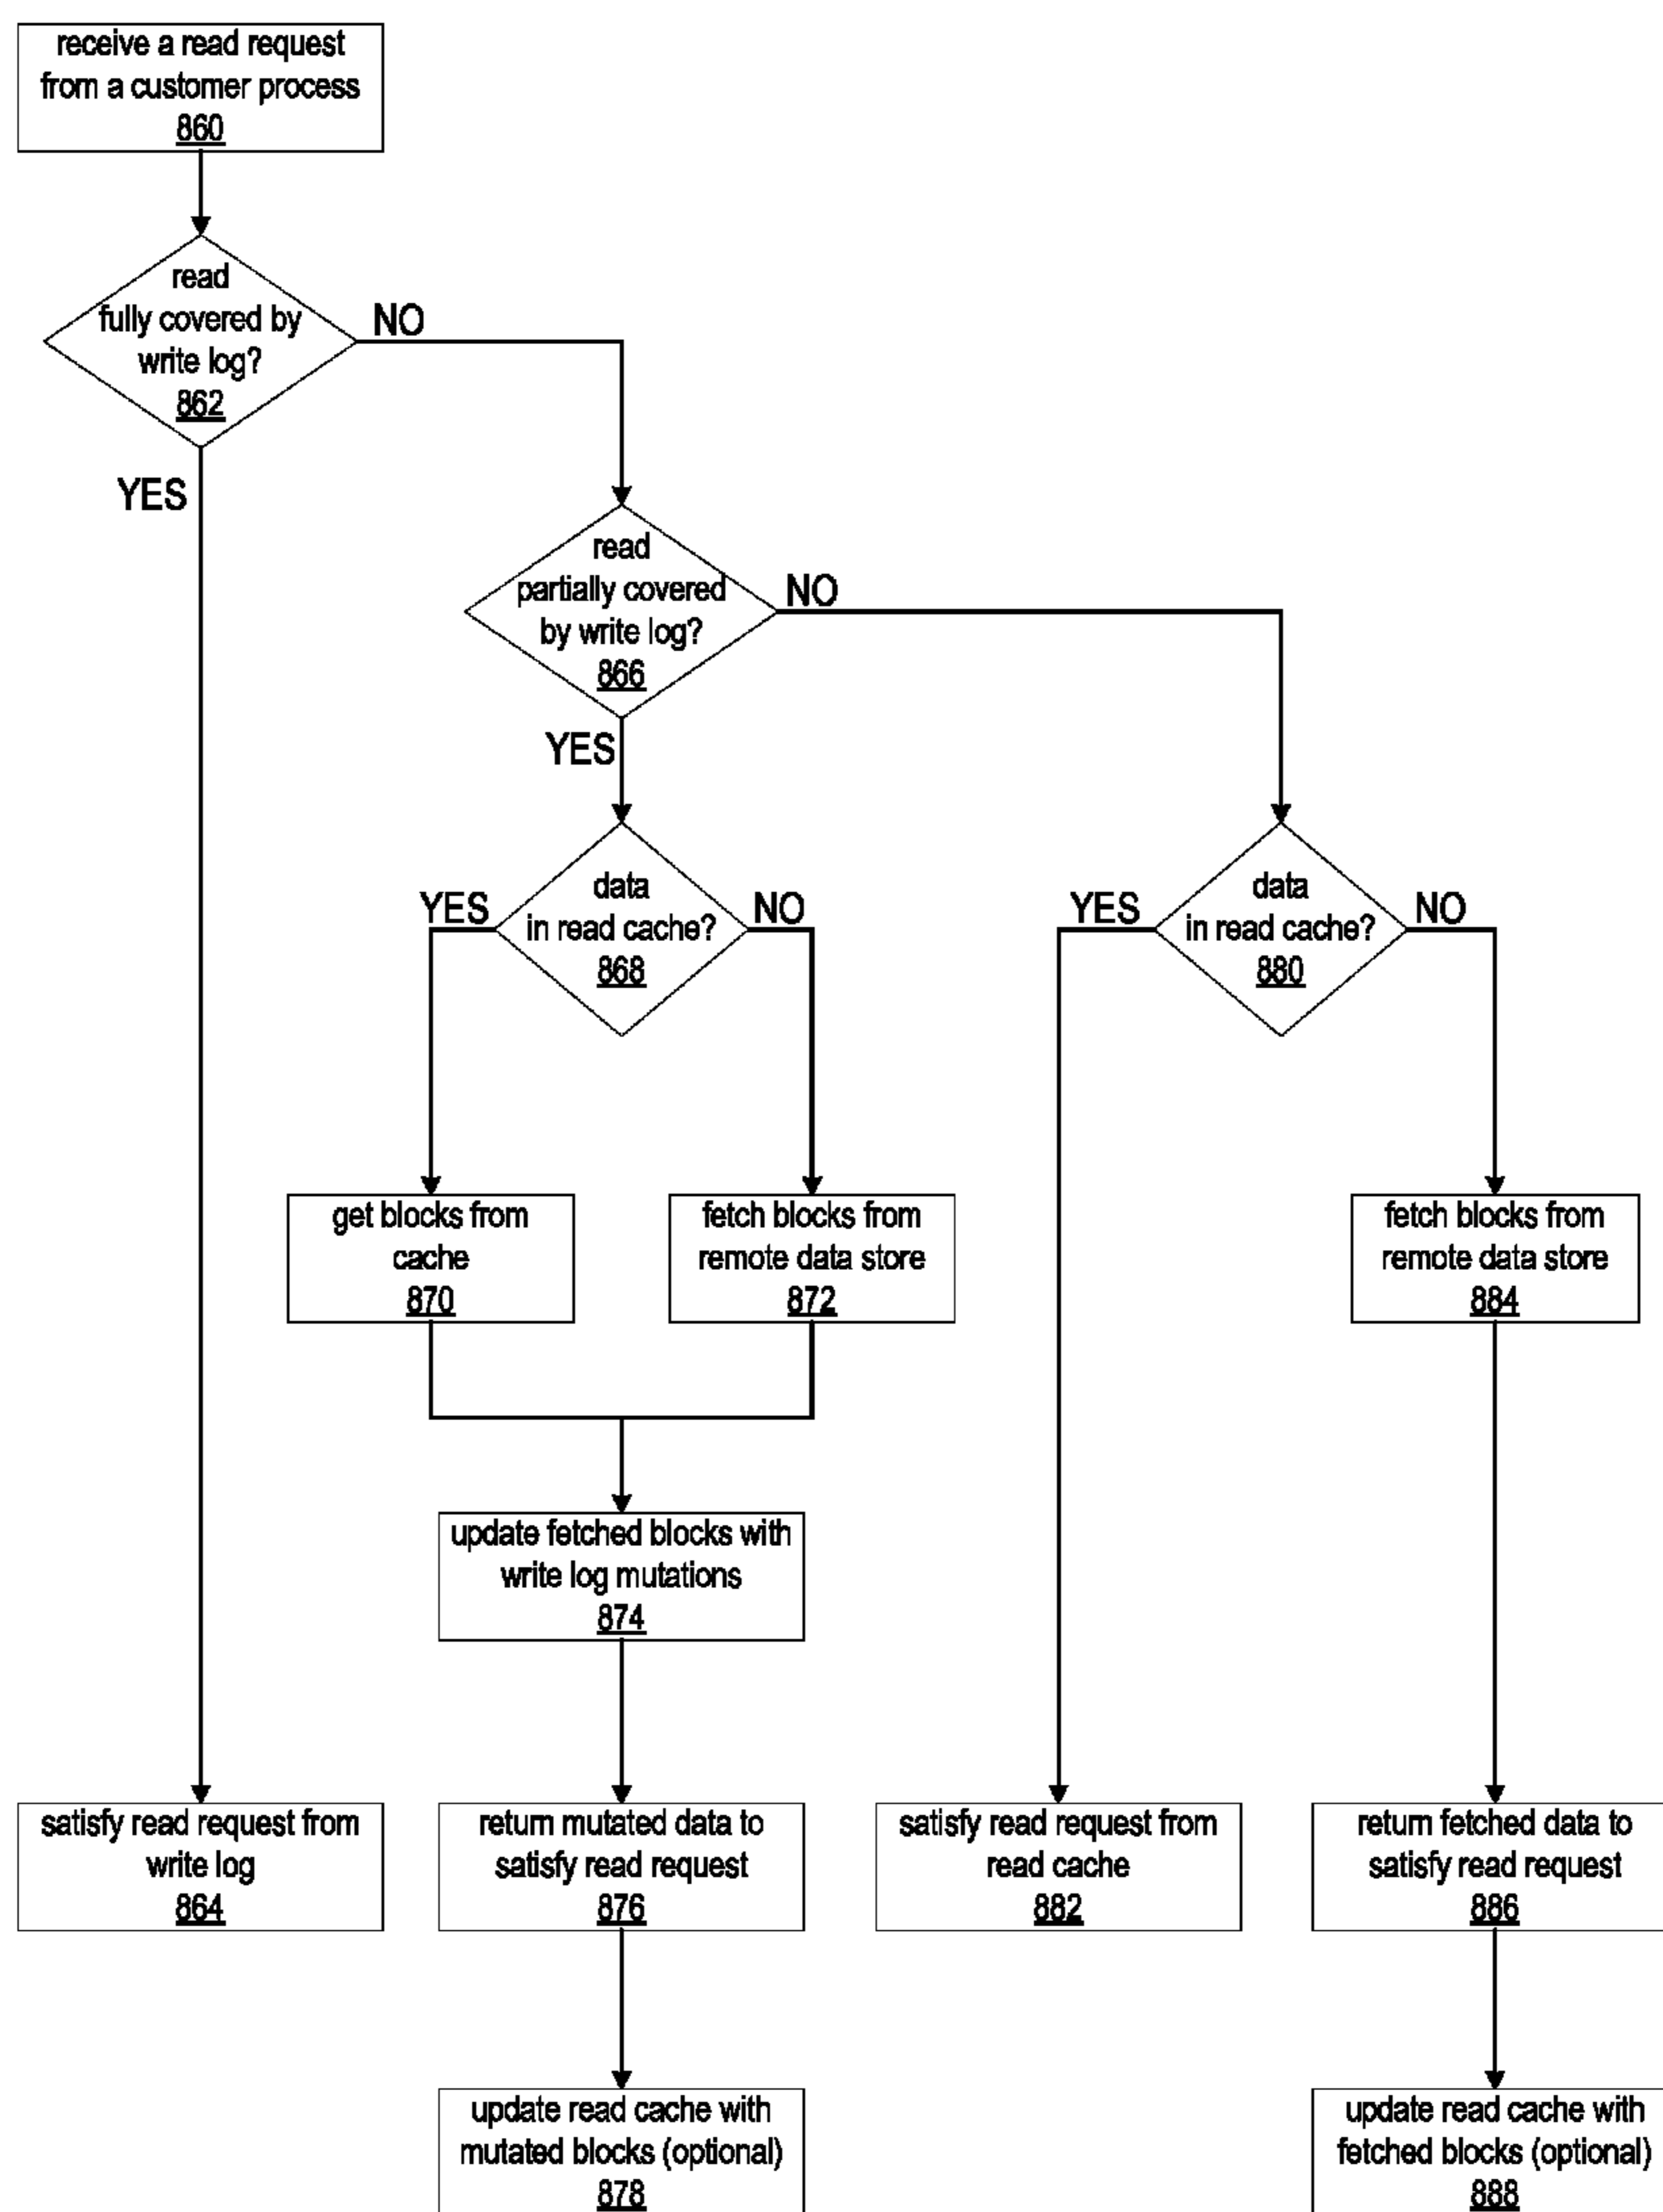 receive a read request
from a customer process
860
read
fully covered by
write log?
862
NO
YES
read
partially covered
by write log?
866
NO
YES
data
in read cache?
868
YES
NO
data
in read cache?
880
YES
NO
get blocks from
cache
870
fetch blocks from
remote data store
872
fetch blocks from
remote data store
884
update fetched blocks with
write log mutations
874
satisfy read request from
write log
864
return mutated data to
satisfy read request
876
satisfy read request from
read cache
882
return fetched data to
satisfy read request
886
update read cache with
mutated blocks (optional)
878
update read cache with
fetched blocks (optional)
888